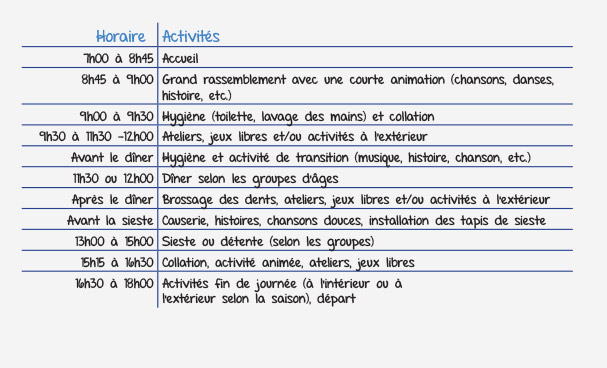 Horaire Activités
7h00 à 8h45 Accueil
8h45 à 9h00 Grand rassemblement avec une courte animation (chansons, danses,
histoire, etc.)
9h00 à 9h30 Hygiène (toilette, lavage des mains) et collation
9h30 à 11h30 -12h00 Ateliers, jeux libres et/ou activités à l'extérieur
Avant le dîner Hygiène et activité de transition (musique, histoire, chanson, etc.)
11h30 ou 12h00 Dîner selon les groupes d'âges
Après le dîner Brossage des dents, ateliers, jeux libres et/ou activités à l'extérieur
Avant la sieste Causerie, histoires, chansons douces, installation des tapis de sieste
13h00 à 15h00 Sieste ou détente (selon les groupes)
15h15 à 16h30 Collation, activité animée, ateliers, jeux libres
16h30 à 18h00 Activités fin de journée (à l'intérieur ou à
l'extérieur selon la saison), départ